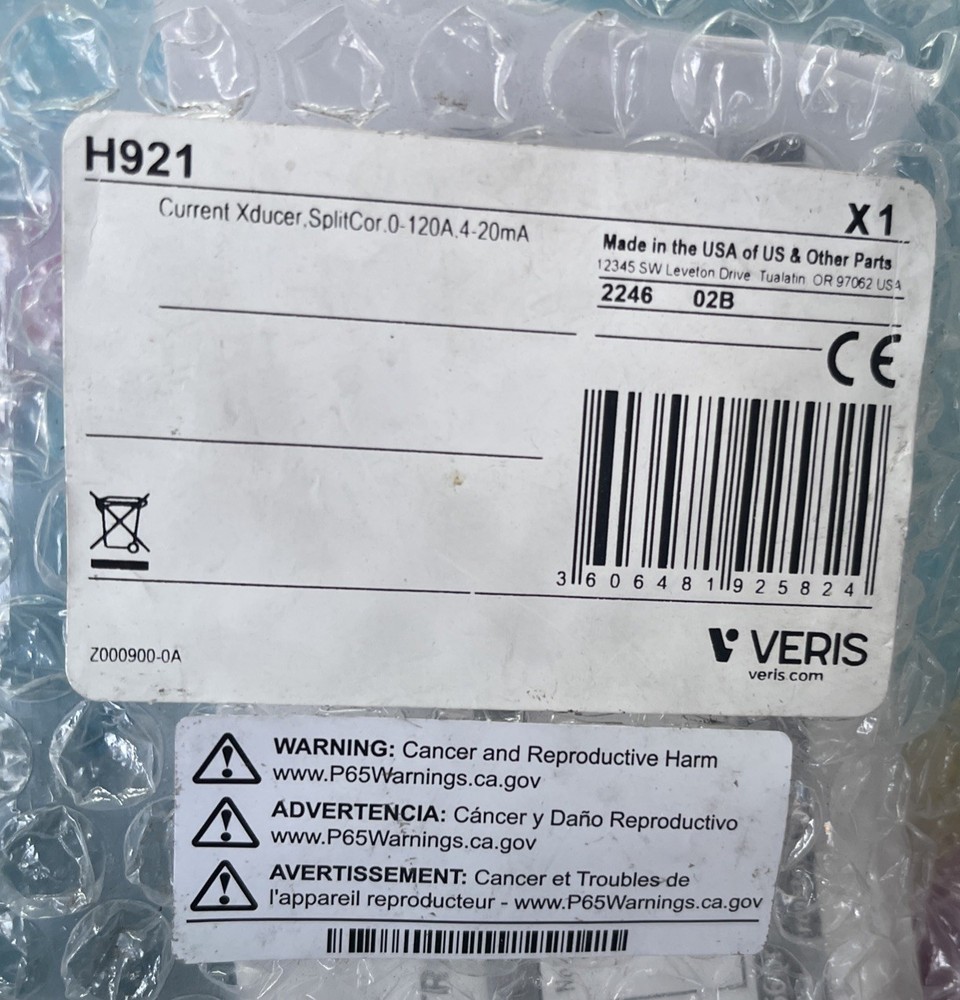 H921
X1
Current Xducer,SplitCor,0-120A,4-20mA
Made in the USA of US & Other Parts
12345 SW Leveton Drive Tualatin OR 97062 USA
2246 02B
CE
3 606481 925824
Z000900-0A
VERIS
veris.com
WARNING: Cancer and Reproductive Harm
www.P65Warnings.ca.gov
ADVERTENCIA: Cáncer y Daño Reproductivo
www.P65Warnings.ca.gov
AVERTISSEMENT: Cancer et Troubles de
l'appareil reproducteur - www.P65Warnings.ca.gov